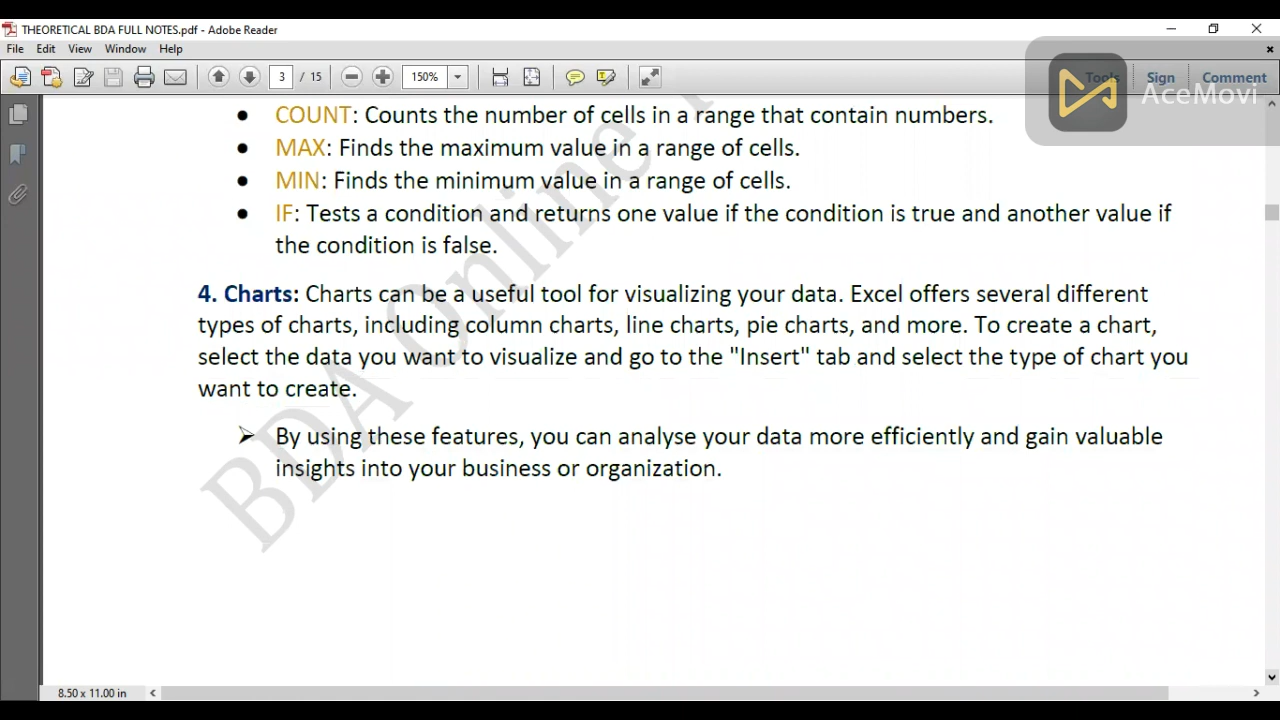 THEORETICAL BDA FULL NOTES.pdf - Adobe Reader
File Edit View Window Help
3 / 15 150% Tools Sign Comment
AceMovi
• COUNT: Counts the number of cells in a range that contain numbers.
• MAX: Finds the maximum value in a range of cells.
• MIN: Finds the minimum value in a range of cells.
• IF: Tests a condition and returns one value if the condition is true and another value if
the condition is false.
4. Charts: Charts can be a useful tool for visualizing your data. Excel offers several different
types of charts, including column charts, line charts, pie charts, and more. To create a chart,
select the data you want to visualize and go to the "Insert" tab and select the type of chart you
want to create.
➢ By using these features, you can analyse your data more efficiently and gain valuable
insights into your business or organization.
BDA Online
8.50 x 11.00 in